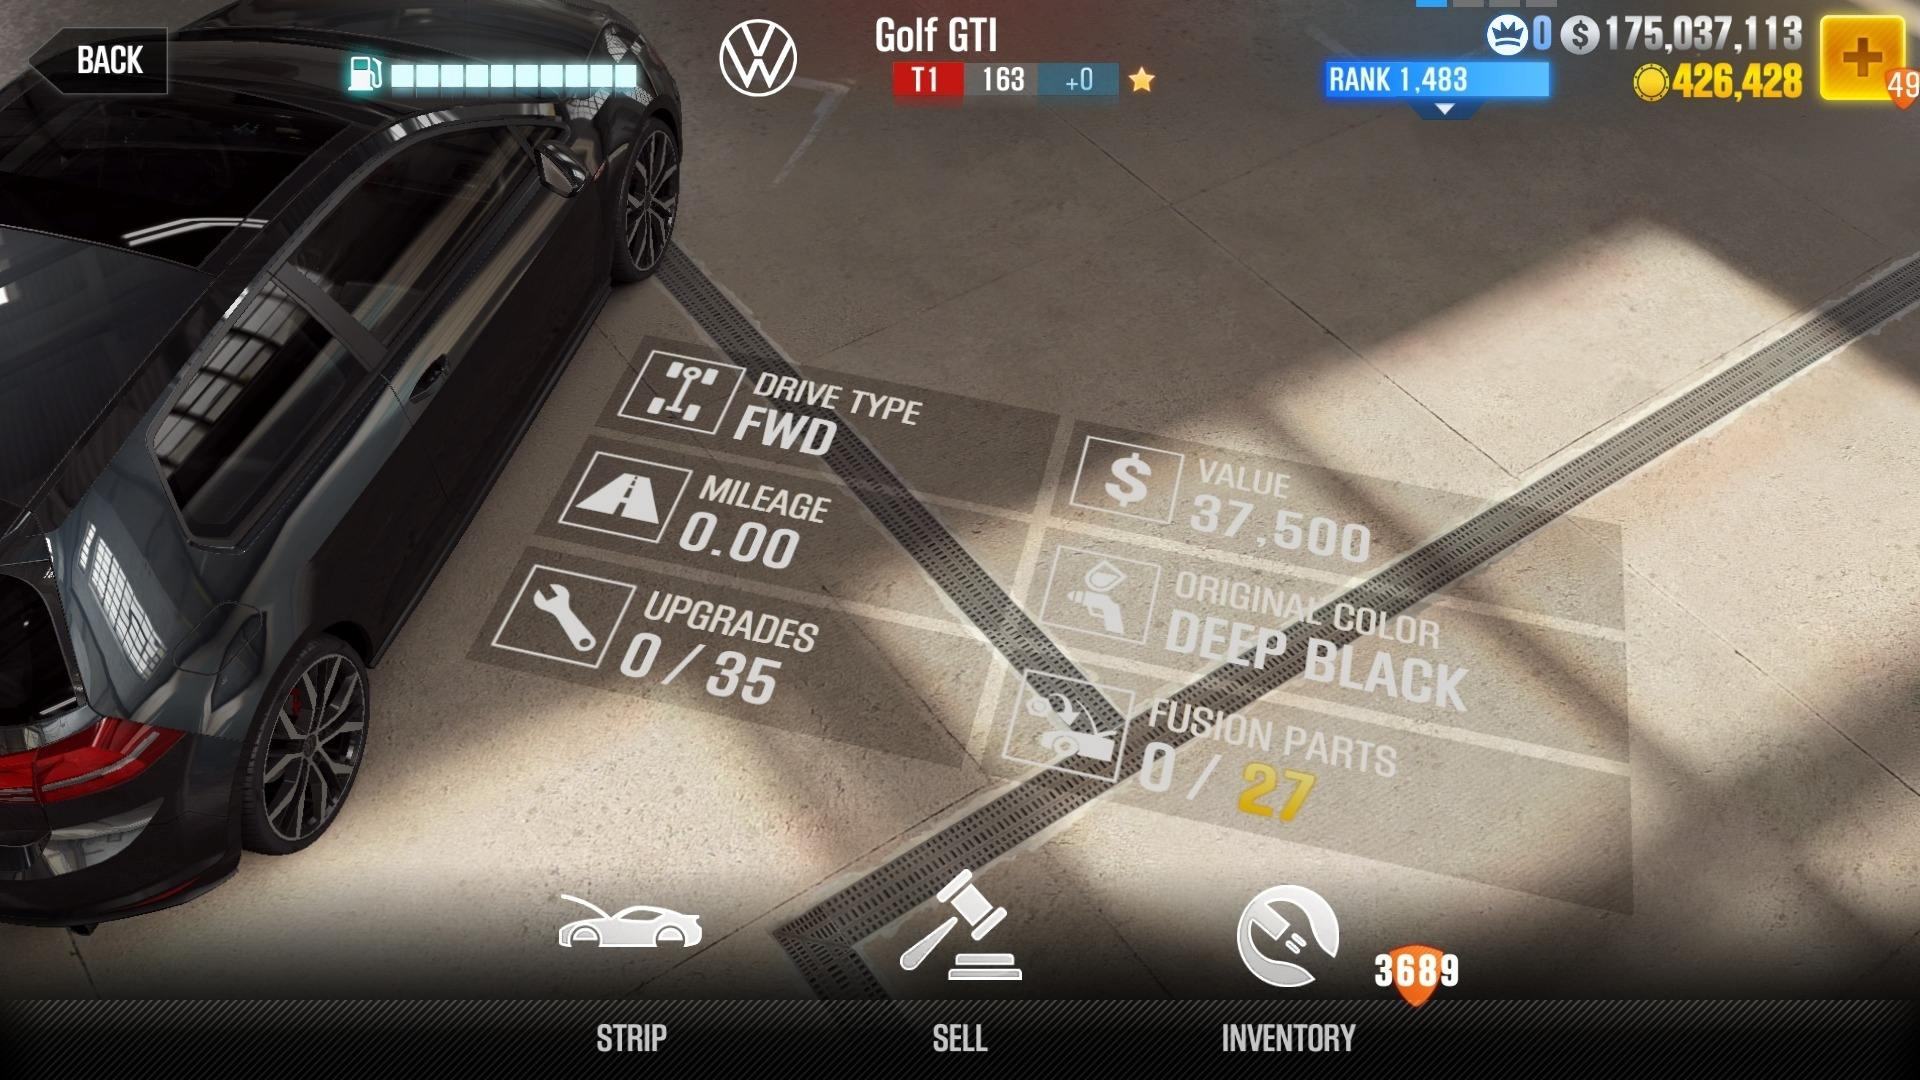 BACK
Golf GTI
T1 163 +0
RANK 1,483
0 $175,037,113
426,428
49
DRIVE TYPE
FWD
MILEAGE
0.00
UPGRADES
0/35
$ VALUE
37,500
ORIGINAL COLOR
DEEP BLACK
FUSION PARTS
0/ 27
3689
STRIP
SELL
INVENTORY